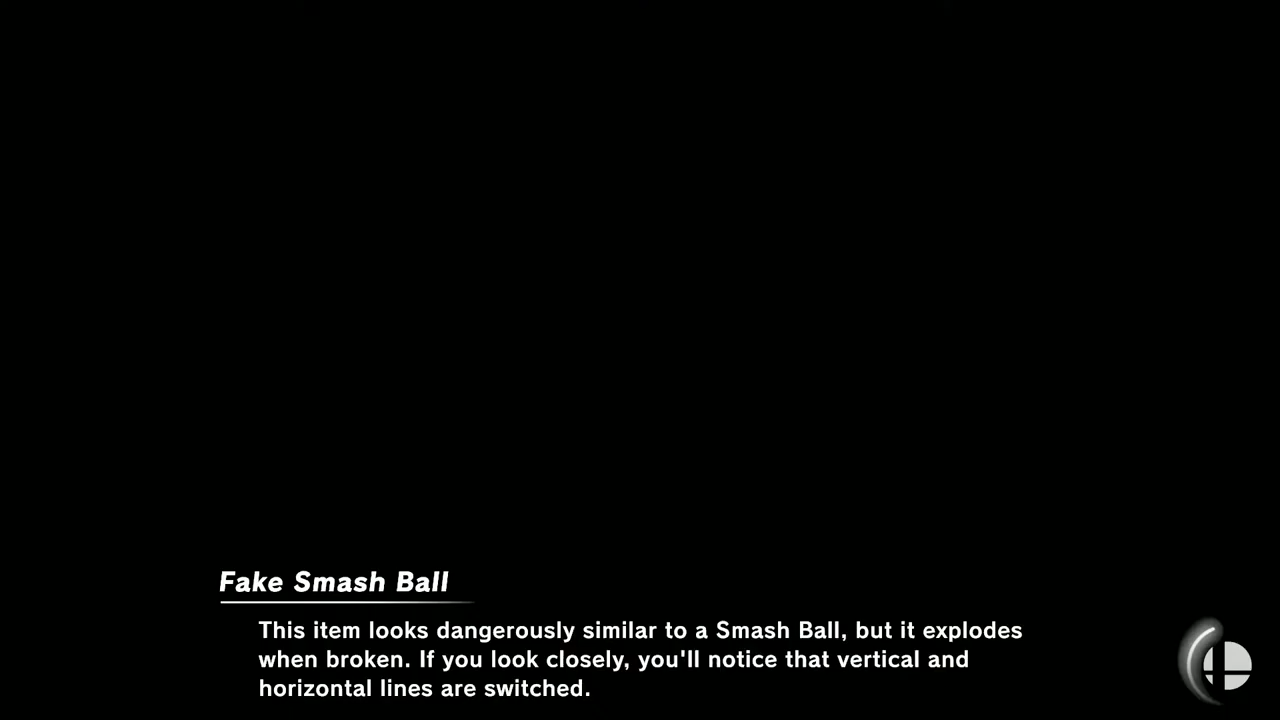 Fake Smash Ball
This item looks dangerously similar to a Smash Ball, but it explodes
when broken. If you look closely, you'll notice that vertical and
horizontal lines are switched.